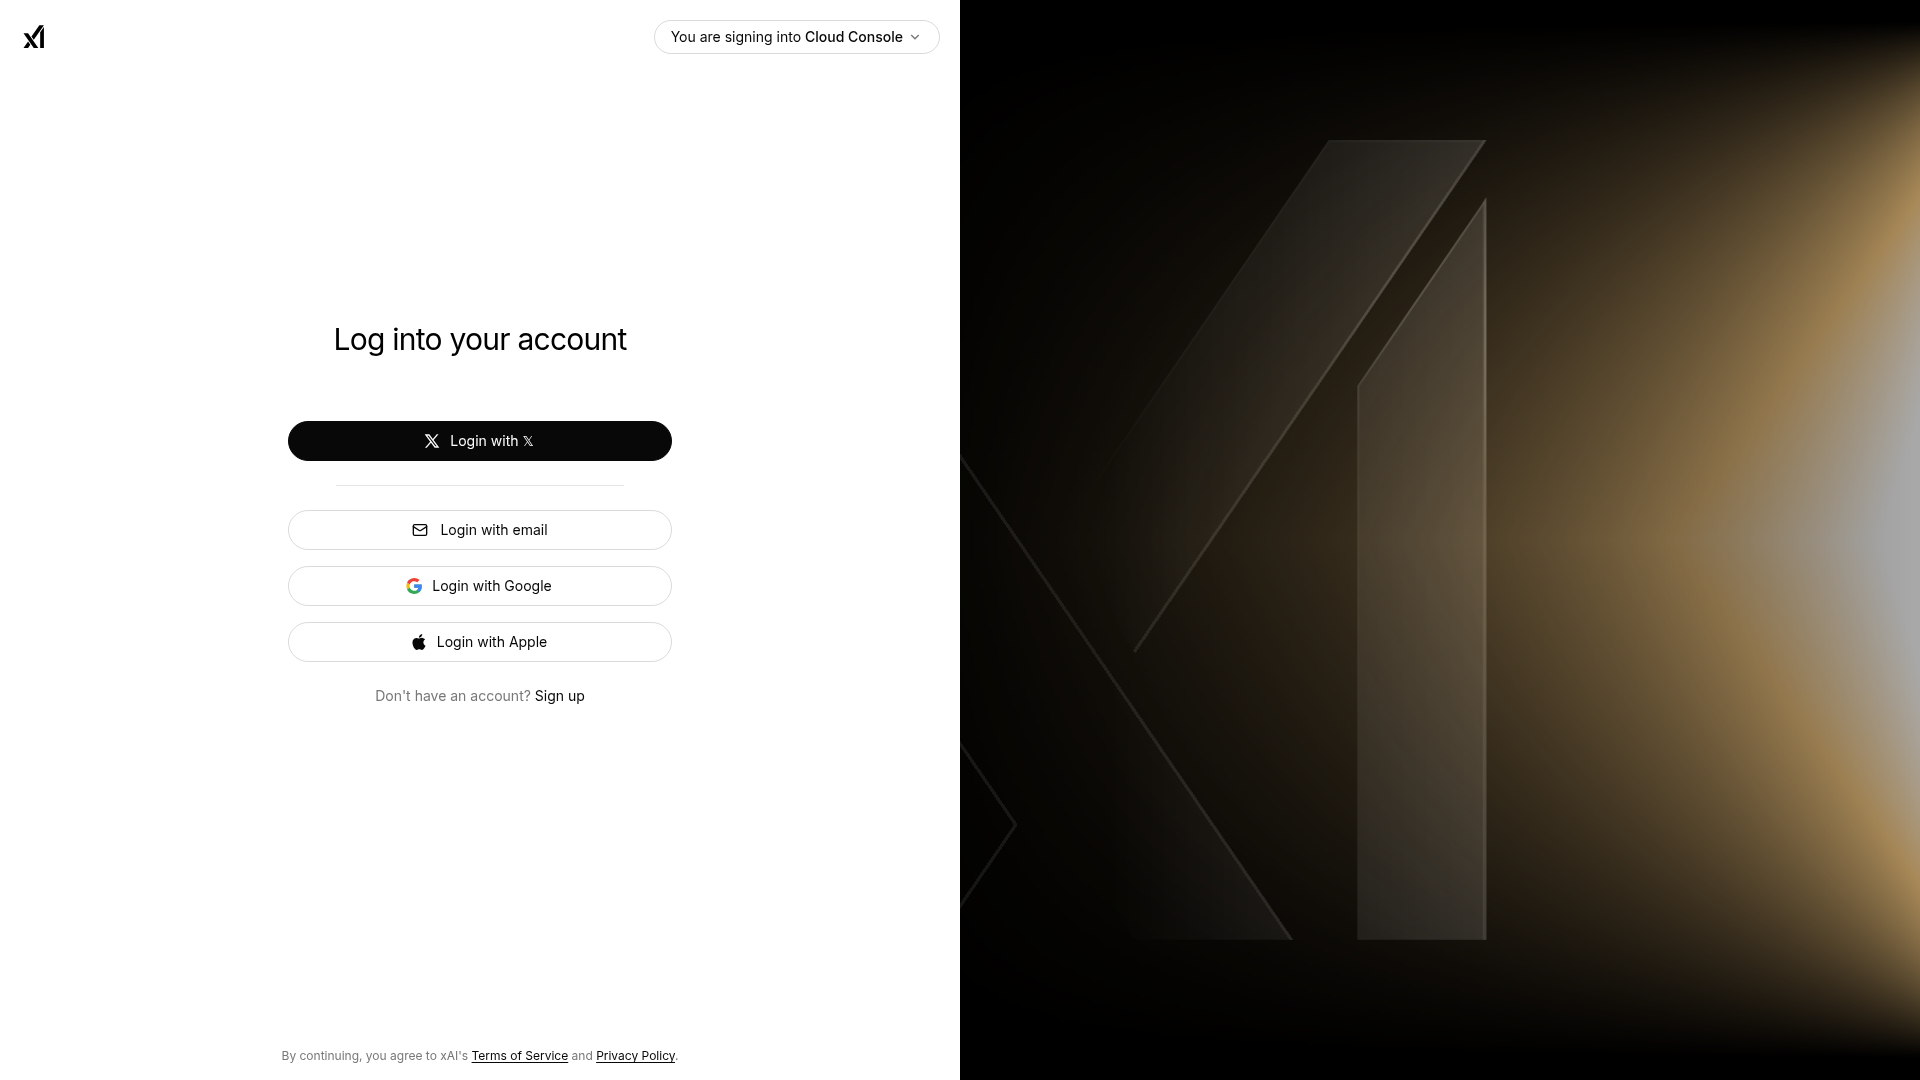 You are signing into Cloud Console
Log into your account
Login with 𝕏
Login with email
Login with Google
Login with Apple
Don't have an account? Sign up
By continuing, you agree to xAI's Terms of Service and Privacy Policy.